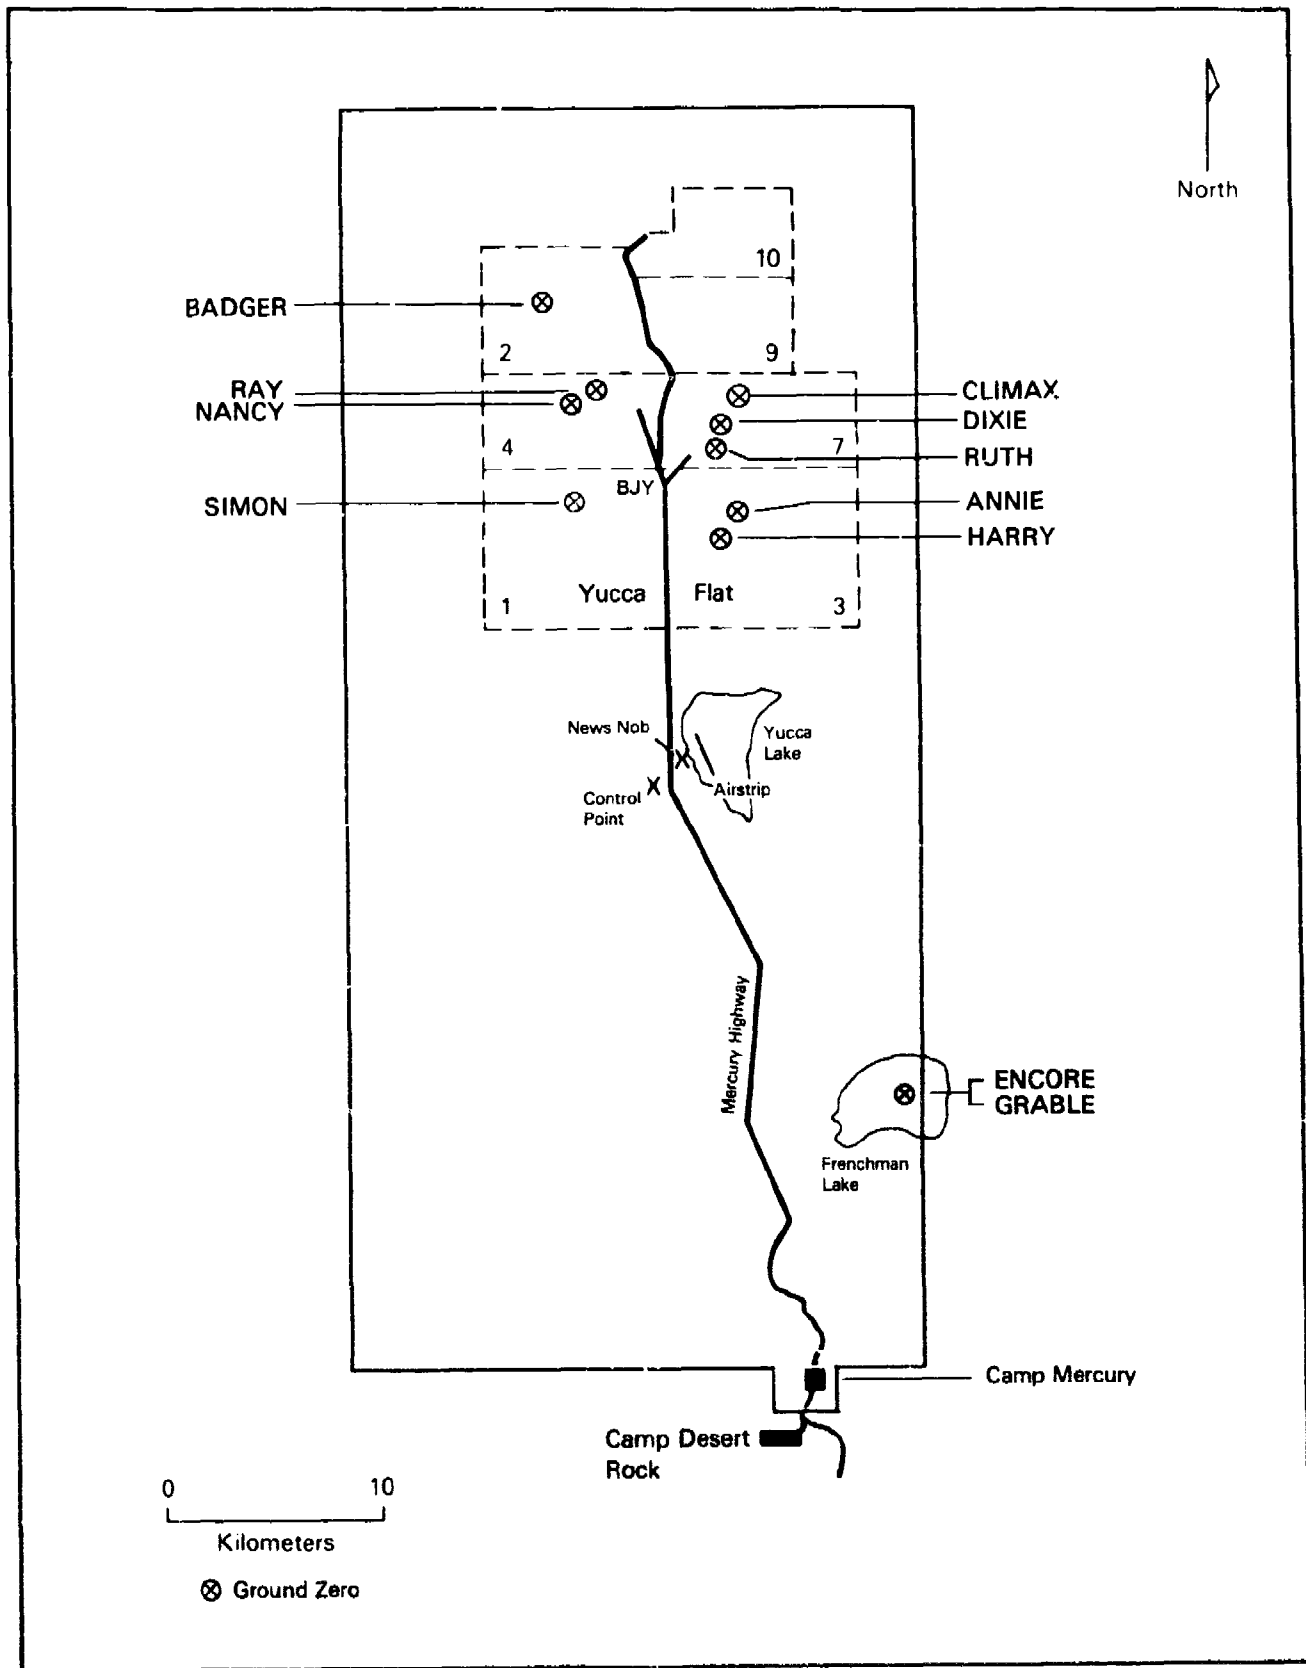 North
10
BADGER
2
9
RAY
NANCY
CLIMAX
DIXIE
4
7
RUTH
BJY
SIMON
ANNIE
HARRY
Yucca Flat
1
3
News Nob
Yucca
Lake
Control
Point
Airstrip
Mercury Highway
ENCORE
GRABLE
Frenchman
Lake
Camp Mercury
Camp Desert
Rock
0 10
Kilometers
Ground Zero